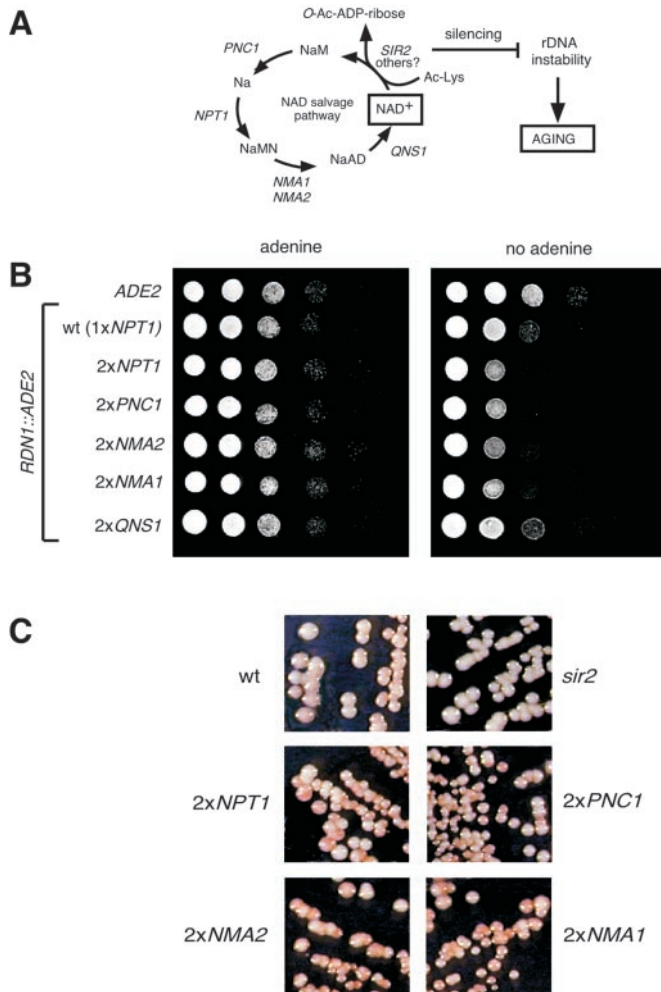 A
O-Ac-ADP-ribose
PNC1
NaM
SIR2
others?
silencing
rDNA
instability
Ac-Lys
Na
NAD salvage
pathway
NAD+
NPT1
AGING
NaMN
NaAD
QNS1
NMA1
NMA2
B
adenine
no adenine
ADE2
wt (1xNPT1)
2xNPT1
2xPNC1
2xNMA2
2xNMA1
2xQNS1
RDN1::ADE2
C
wt
sir2
2xNPT1
2xPNC1
2xNMA2
2xNMA1